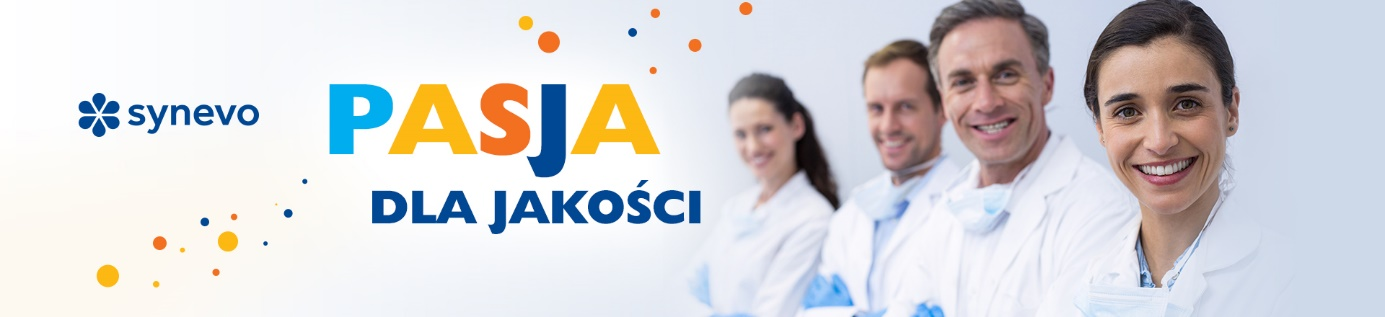 synevo
PASJA
DLA JAKOŚCI